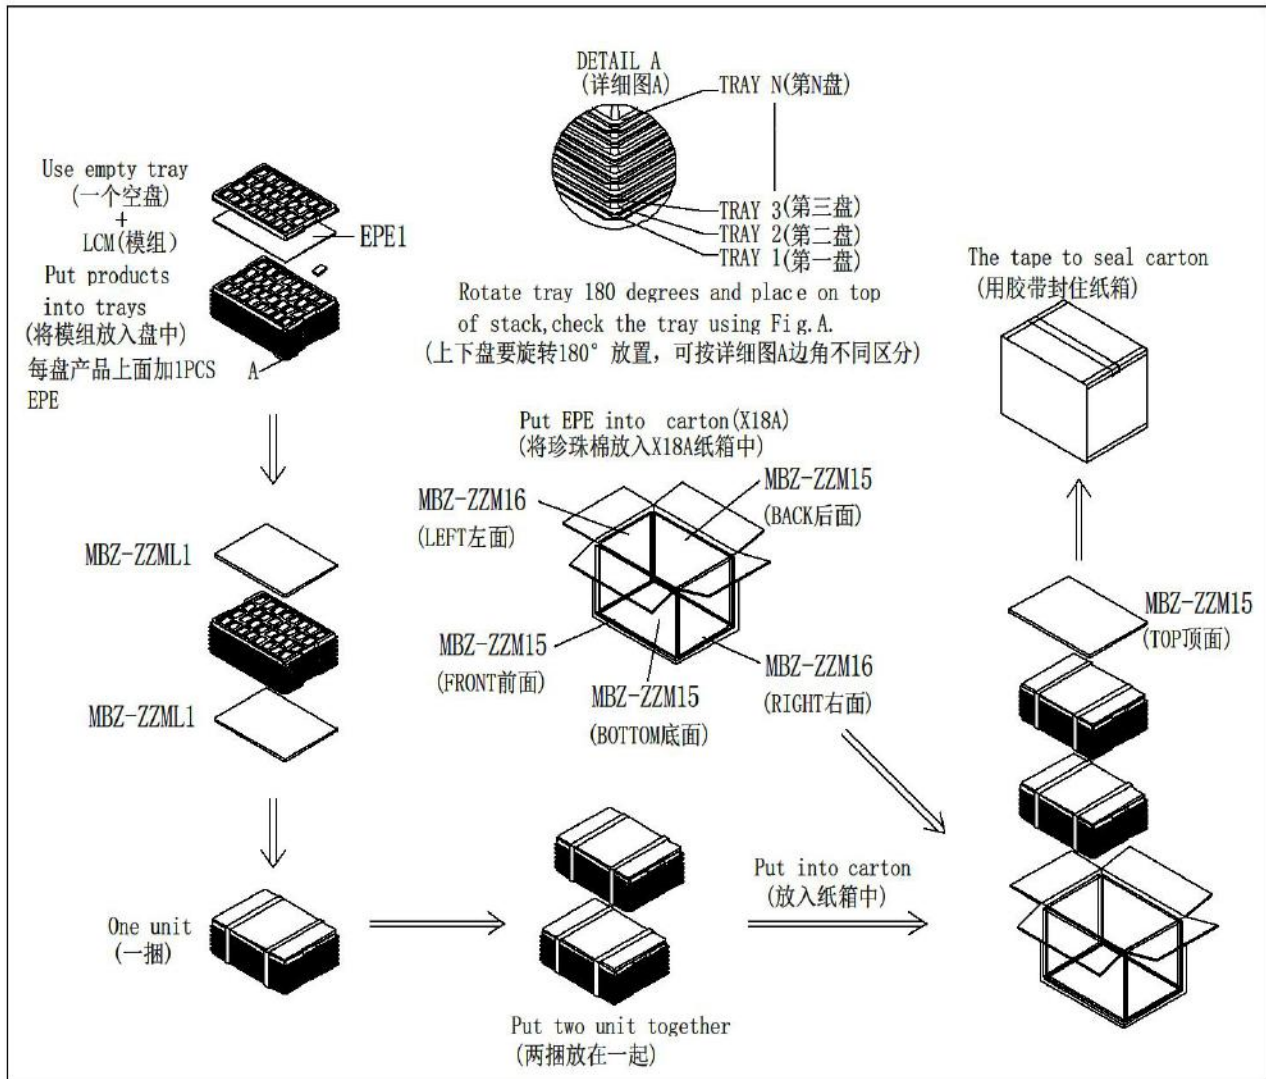 DETAIL A
(详细图A)
TRAY N(第N盘)
TRAY 3(第三盘)
TRAY 2(第二盘)
TRAY 1(第一盘)
Use empty tray
(一个空盘)
+
LCM(模组)
EPE1
Put products
into trays
(将模组放入盘中)
每盘产品上面加1PCS
EPE
A
Rotate tray 180 degrees and place on top
of stack,check the tray using Fig.A.
(上下盘要旋转180°放置，可按详细图A边角不同区分)
The tape to seal carton
(用胶带封住纸箱)
Put EPE into carton(X18A)
(将珍珠棉放入X18A纸箱中)
MBZ-ZZM16
(LEFT左面)
MBZ-ZZM15
(BACK后面)
MBZ-ZZM15
(FRONT前面)
MBZ-ZZM15
(BOTTOM底面)
MBZ-ZZM16
(RIGHT右面)
MBZ-ZZML1
MBZ-ZZML1
MBZ-ZZM15
(TOP顶面)
One unit
(一捆)
Put two unit together
(两捆放在一起)
Put into carton
(放入纸箱中)